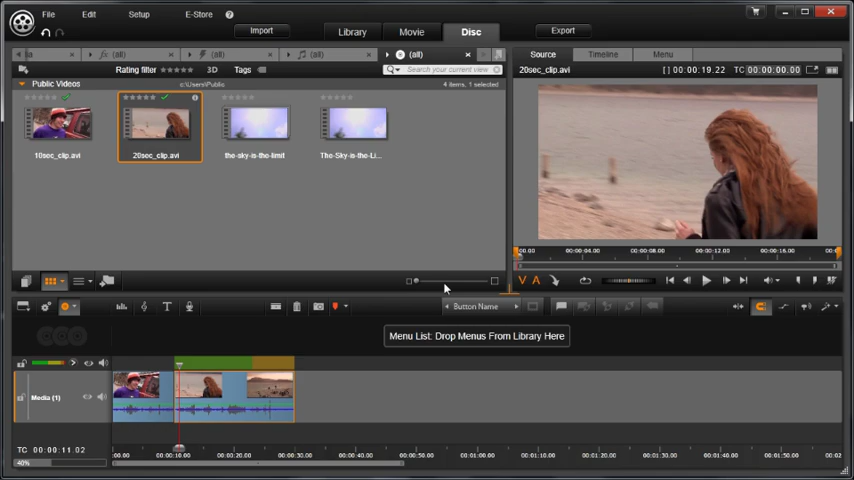 File
Setup
E-Store
Import
Library
Movie
Disc
Export
(all)
(all)
(all)
(all)
Source
Timeline
Menu
Rating filter
3D
Tags
Search your current view
20sec_clip.avi
[ ] 00:00:19.22
TC 00:00:00.00
Public Videos
c:\Users\Public
4 items, 1 selected
10sec_clip.avi
20sec_clip.avi
the-sky-is-the-limit
The-Sky-is-the-Li...
00:00:04.00
00:00:08.00
00:00:12.00
00:00:16.00
V A
Button Name
Menu List: Drop Menus From Library Here
Media (1)
TC 00:00:11.02
00:00:10.00
00:00:20.00
00:00:30.00
00:00:40.00
00:00:50.00
00:01:00.00
00:01:10.00
00:01:20.00
00:01:30.00
00:01:40.00
00:01:50.00
40%